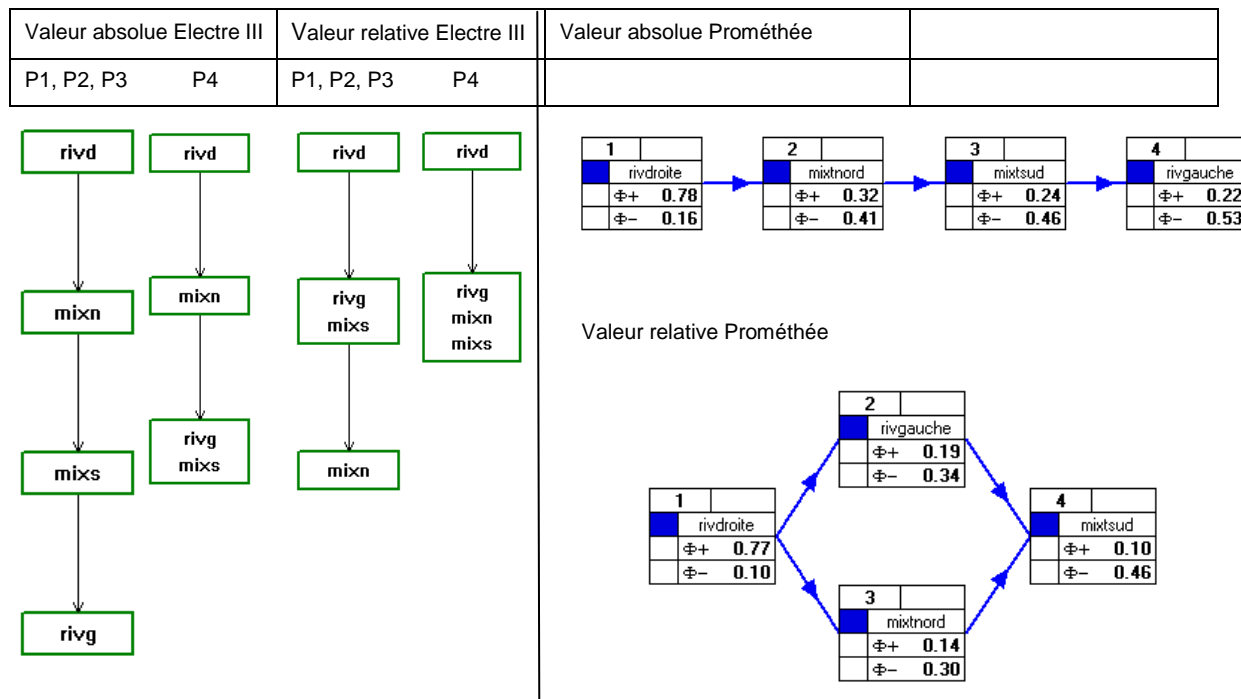 Valeur absolue Electre III Valeur relative Electre III Valeur absolue Prométhée
P1, P2, P3 P4 P1, P2, P3 P4
rivd
mixn
mixs
rivg
rivd
mixn
rivg
mixs
rivd
rivg
mixs
mixn
rivd
rivg
mixn
mixs
1
rivdroite
Φ+ 0.78
Φ− 0.16
2
mixtnord
Φ+ 0.32
Φ− 0.41
3
mixtsud
Φ+ 0.24
Φ− 0.46
4
rivgauche
Φ+ 0.22
Φ− 0.53
Valeur relative Prométhée
1
rivdroite
Φ+ 0.77
Φ− 0.10
2
rivgauche
Φ+ 0.19
Φ− 0.34
3
mixtnord
Φ+ 0.14
Φ− 0.30
4
mixtsud
Φ+ 0.10
Φ− 0.46